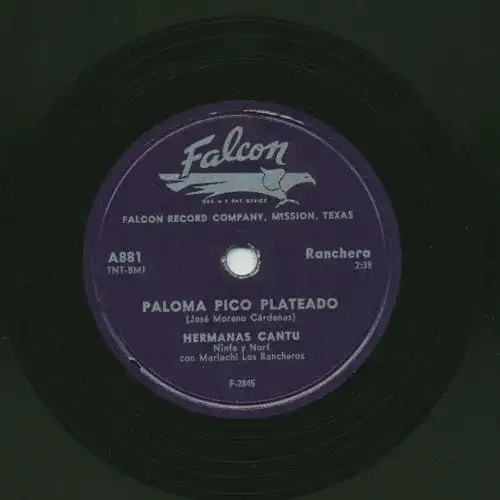 Falcon
REG. U.S. PAT. OFFICE
FALCON RECORD COMPANY, MISSION, TEXAS
A881 Ranchera
TNT-BMI 2:38
PALOMA PICO PLATEADO
(José Moreno Cárdenas)
HERMANAS CANTU
Ninfa y Nori
con Mariachi Los Rancheros
F-2845